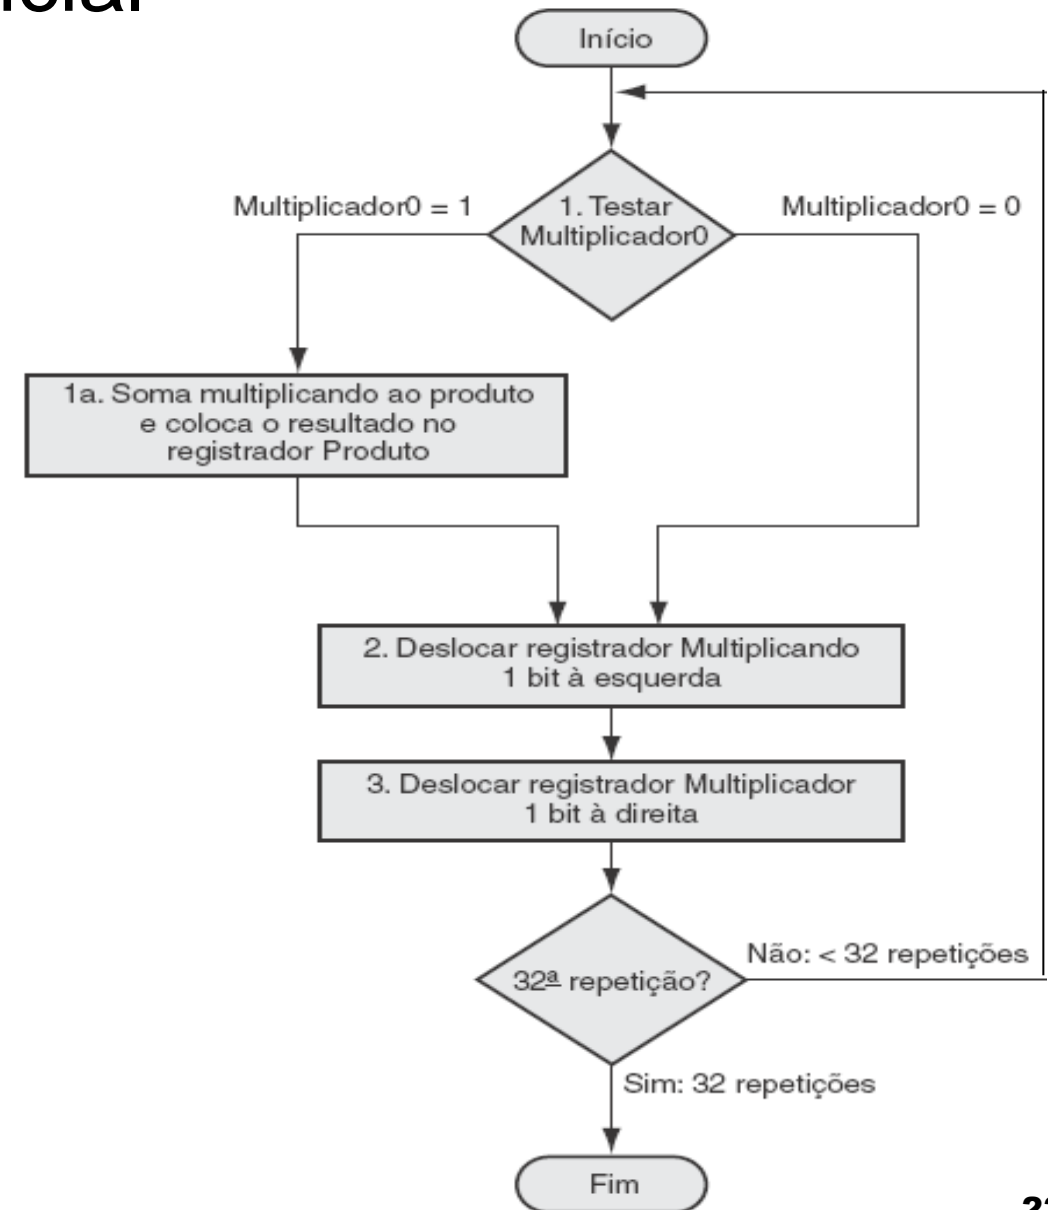 Início
Multiplicador0 = 1
1. Testar
Multiplicador0
Multiplicador0 = 0
1a. Soma multiplicando ao produto
e coloca o resultado no
registrador Produto
2. Deslocar registrador Multiplicando
1 bit à esquerda
3. Deslocar registrador Multiplicador
1 bit à direita
32ª repetição?
Não: < 32 repetições
Sim: 32 repetições
Fim